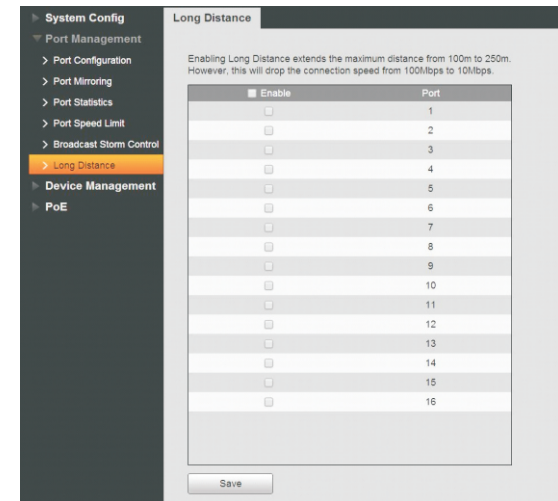 System Config
Port Management
> Port Configuration
> Port Mirroring
> Port Statistics
> Port Speed Limit
> Broadcast Storm Control
> Long Distance
Device Management
PoE
Long Distance
Enabling Long Distance extends the maximum distance from 100m to 250m.
However, this will drop the connection speed from 100Mbps to 10Mbps.
Enable Port
1
2
3
4
5
6
7
8
9
10
11
12
13
14
15
16
Save